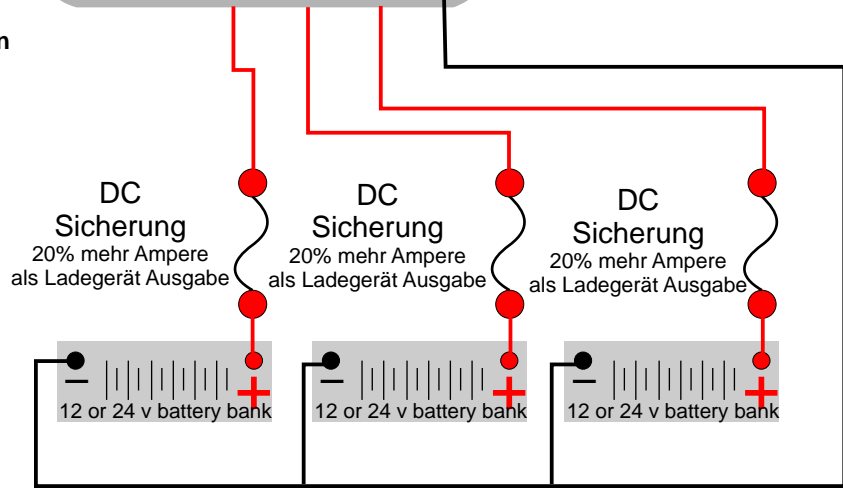 n
DC
Sicherung
20% mehr Ampere
als Ladegerät Ausgabe
DC
Sicherung
20% mehr Ampere
als Ladegerät Ausgabe
DC
Sicherung
20% mehr Ampere
als Ladegerät Ausgabe
– +
12 or 24 v battery bank
– +
12 or 24 v battery bank
– +
12 or 24 v battery bank